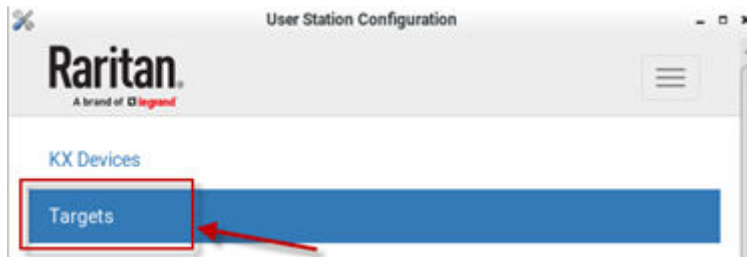 User Station Configuration
Raritan.
A brand of legrand
KX Devices
Targets